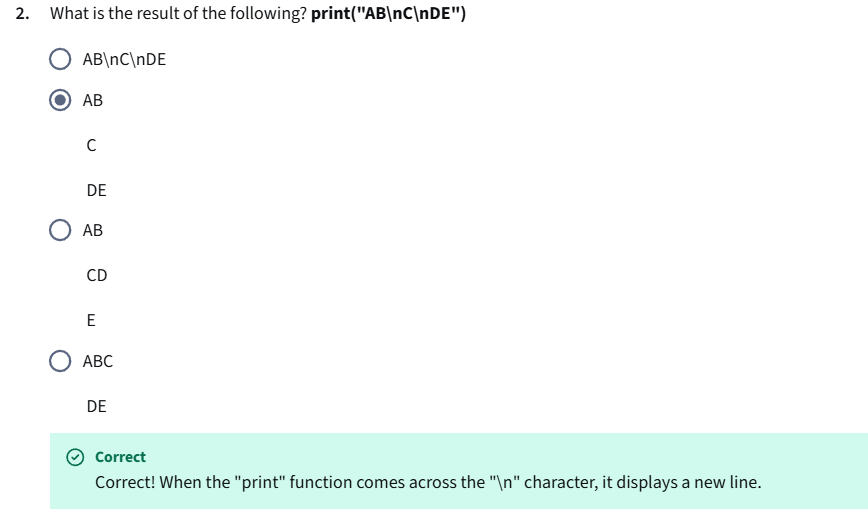 2. What is the result of the following? print("AB\nC\nDE")
AB\nC\nDE
AB
C
DE
AB
CD
E
ABC
DE
Correct
Correct! When the "print" function comes across the "\n" character, it displays a new line.